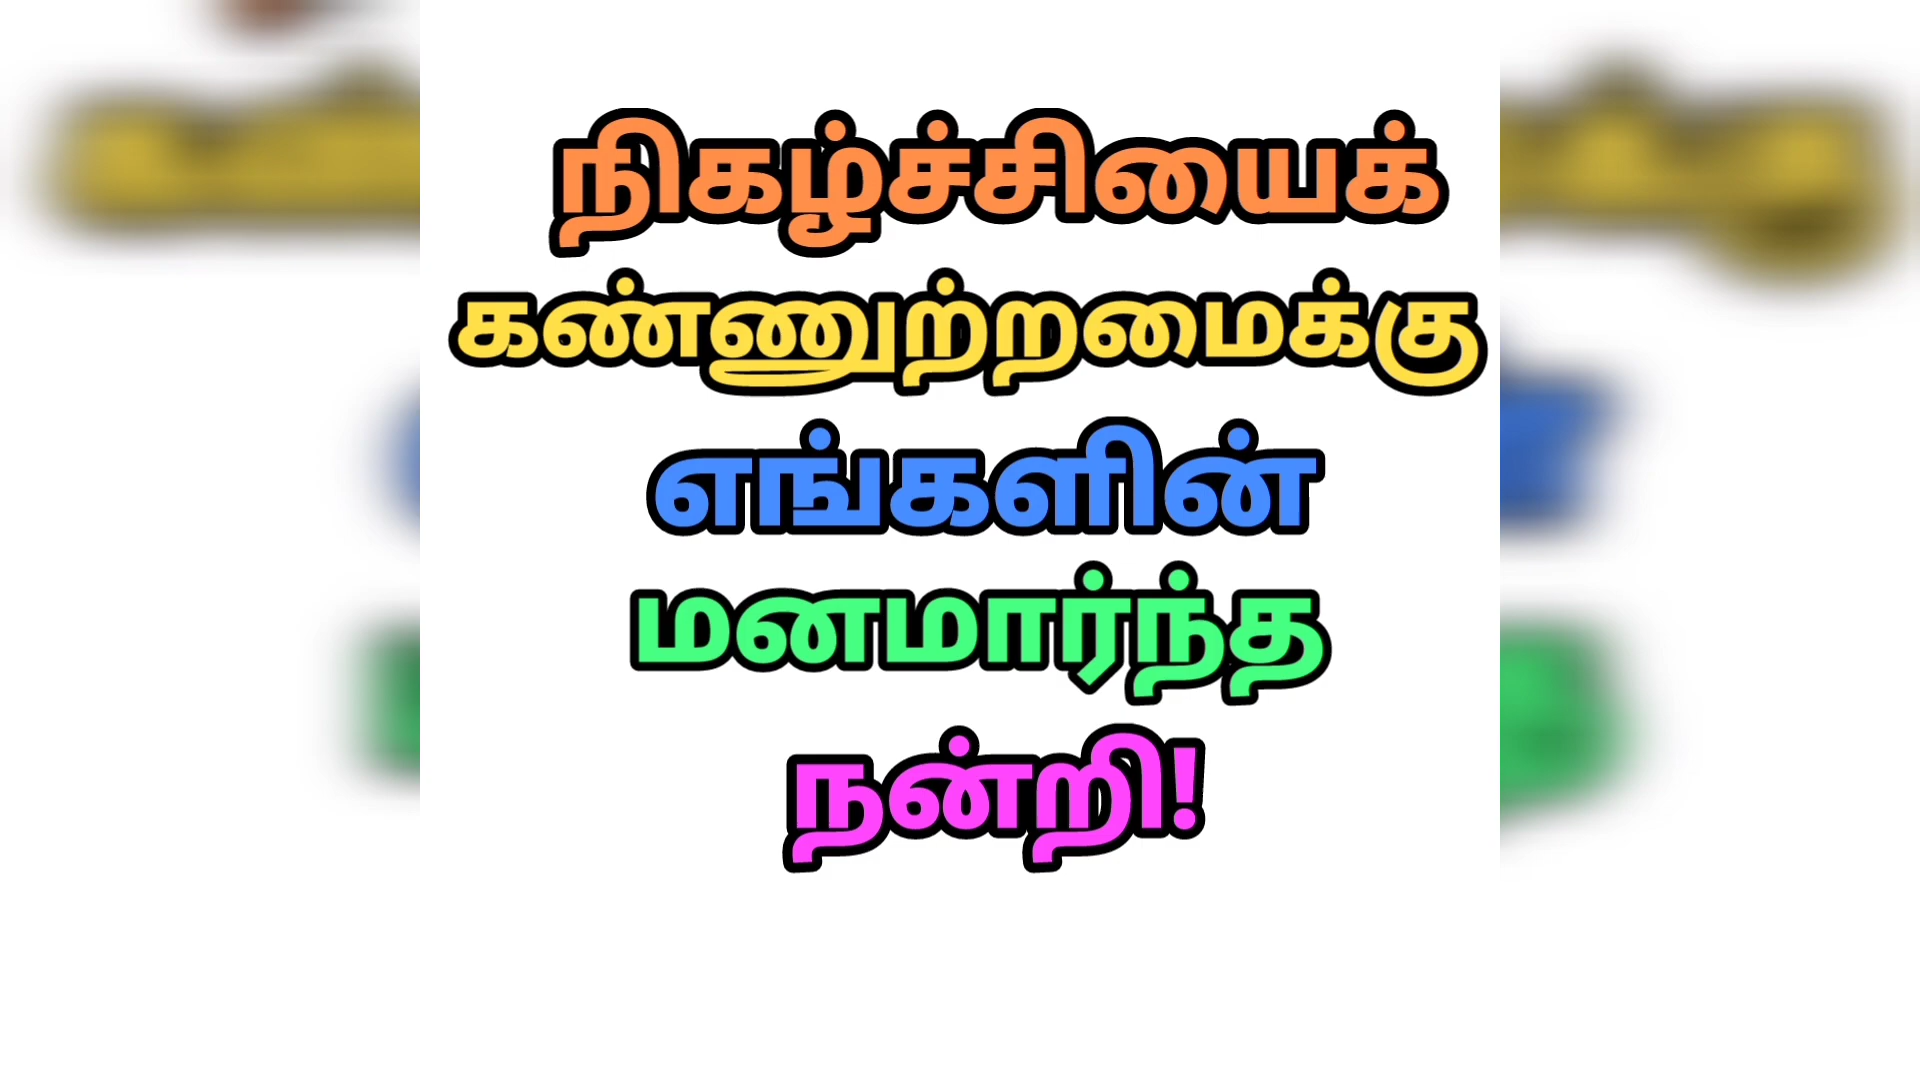 நிகழ்ச்சியைக்
கண்ணுற்றமைக்கு
எங்களின்
மனமார்ந்த
நன்றி!